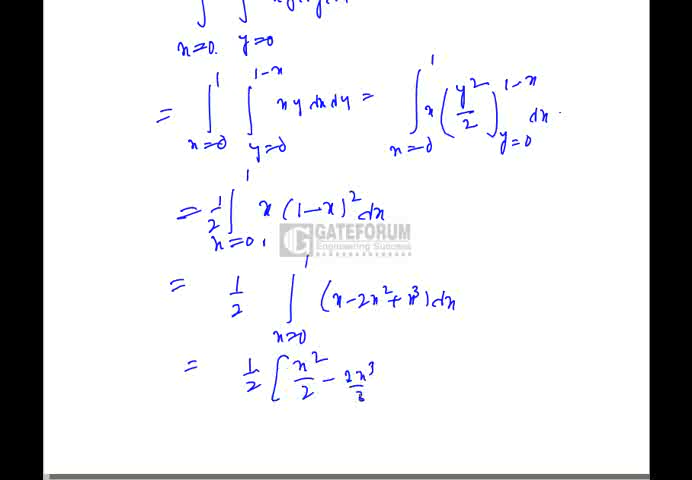 ∫ ∫
x=0 y=0
= ∫_{x=0}^{1} ∫_{y=0}^{1-x} xy dx dy = ∫_{x=0}^{1} x (y²/2)_{y=0}^{1-x} dx.
= 1/2 ∫_{x=0}^{1} x (1-x)² dx
GATEFORUM
Engineering Success
= 1/2 ∫_{x=0}^{1} (x-2x²+x³) dx
= 1/2 [x²/2 - 2x³/3